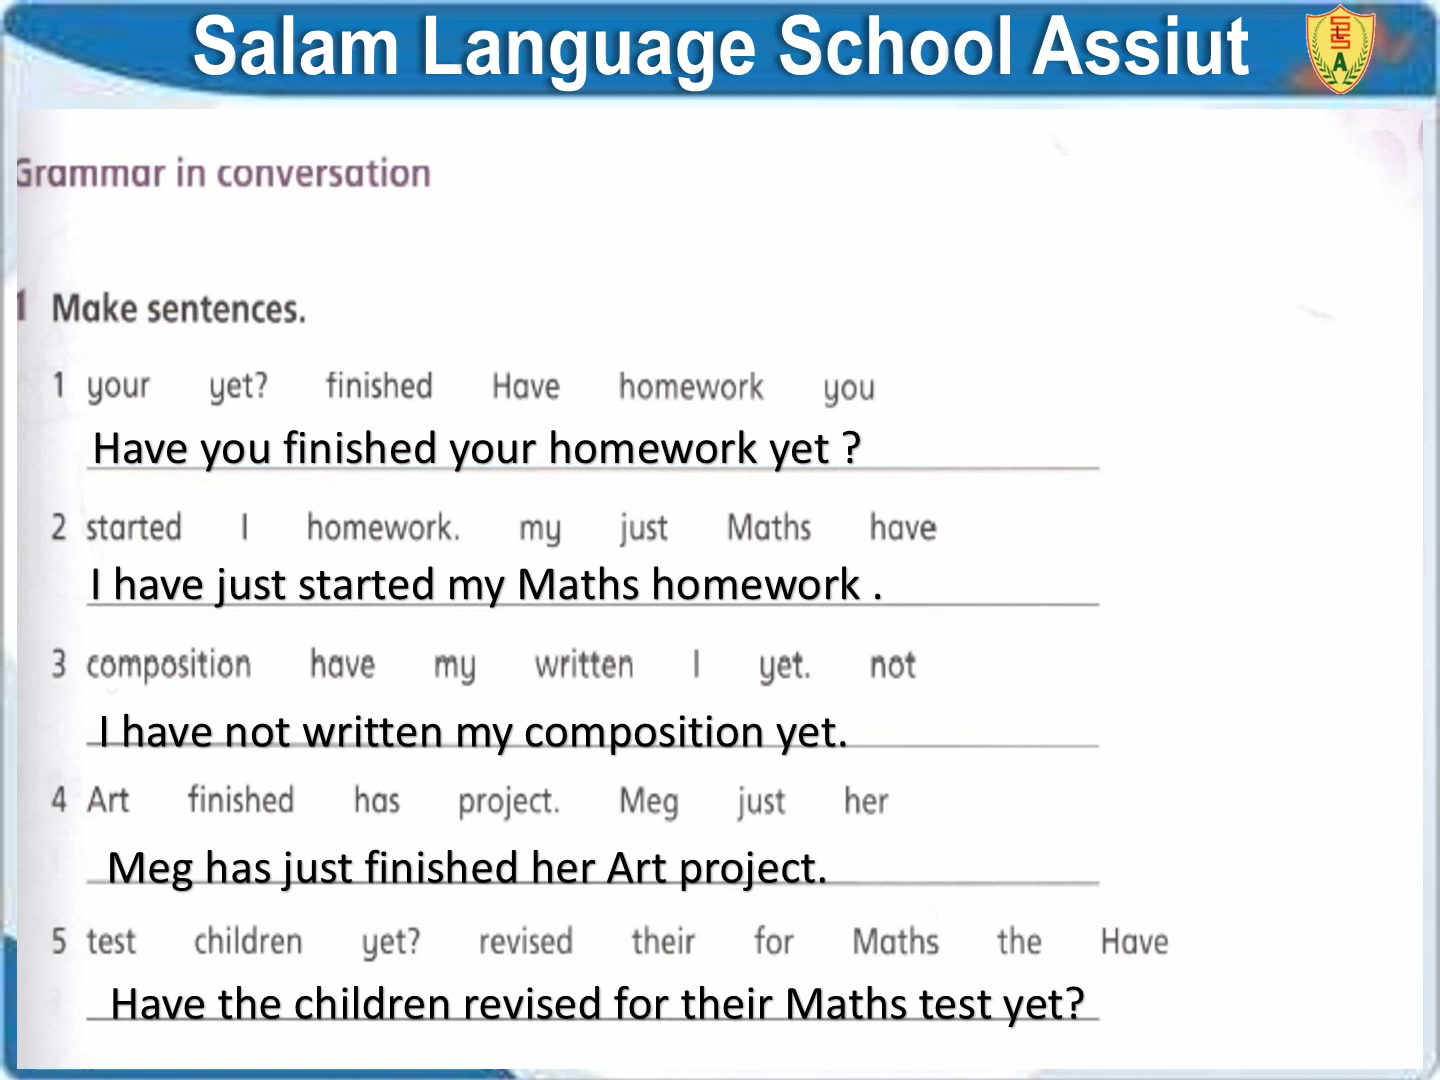 Salam Language School Assiut
Grammar in conversation
1 Make sentences.
1 your yet? finished Have homework you
Have you finished your homework yet ?
2 started I homework. my just Maths have
I have just started my Maths homework .
3 composition have my written I yet. not
I have not written my composition yet.
4 Art finished has project. Meg just her
Meg has just finished her Art project.
5 test children yet? revised their for Maths the Have
Have the children revised for their Maths test yet?